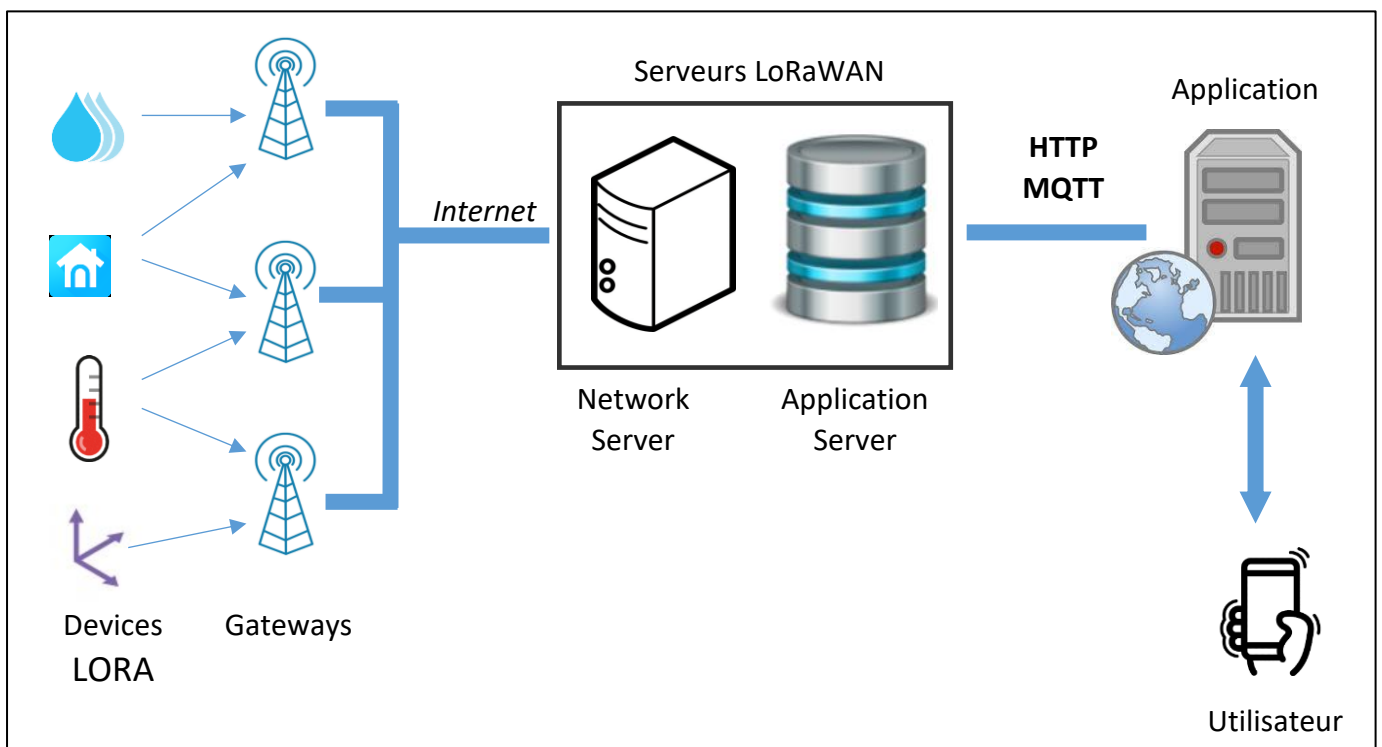 Serveurs LoRaWAN
Application
HTTP
MQTT
Internet
Network
Server
Application
Server
Devices
LORA
Gateways
Utilisateur